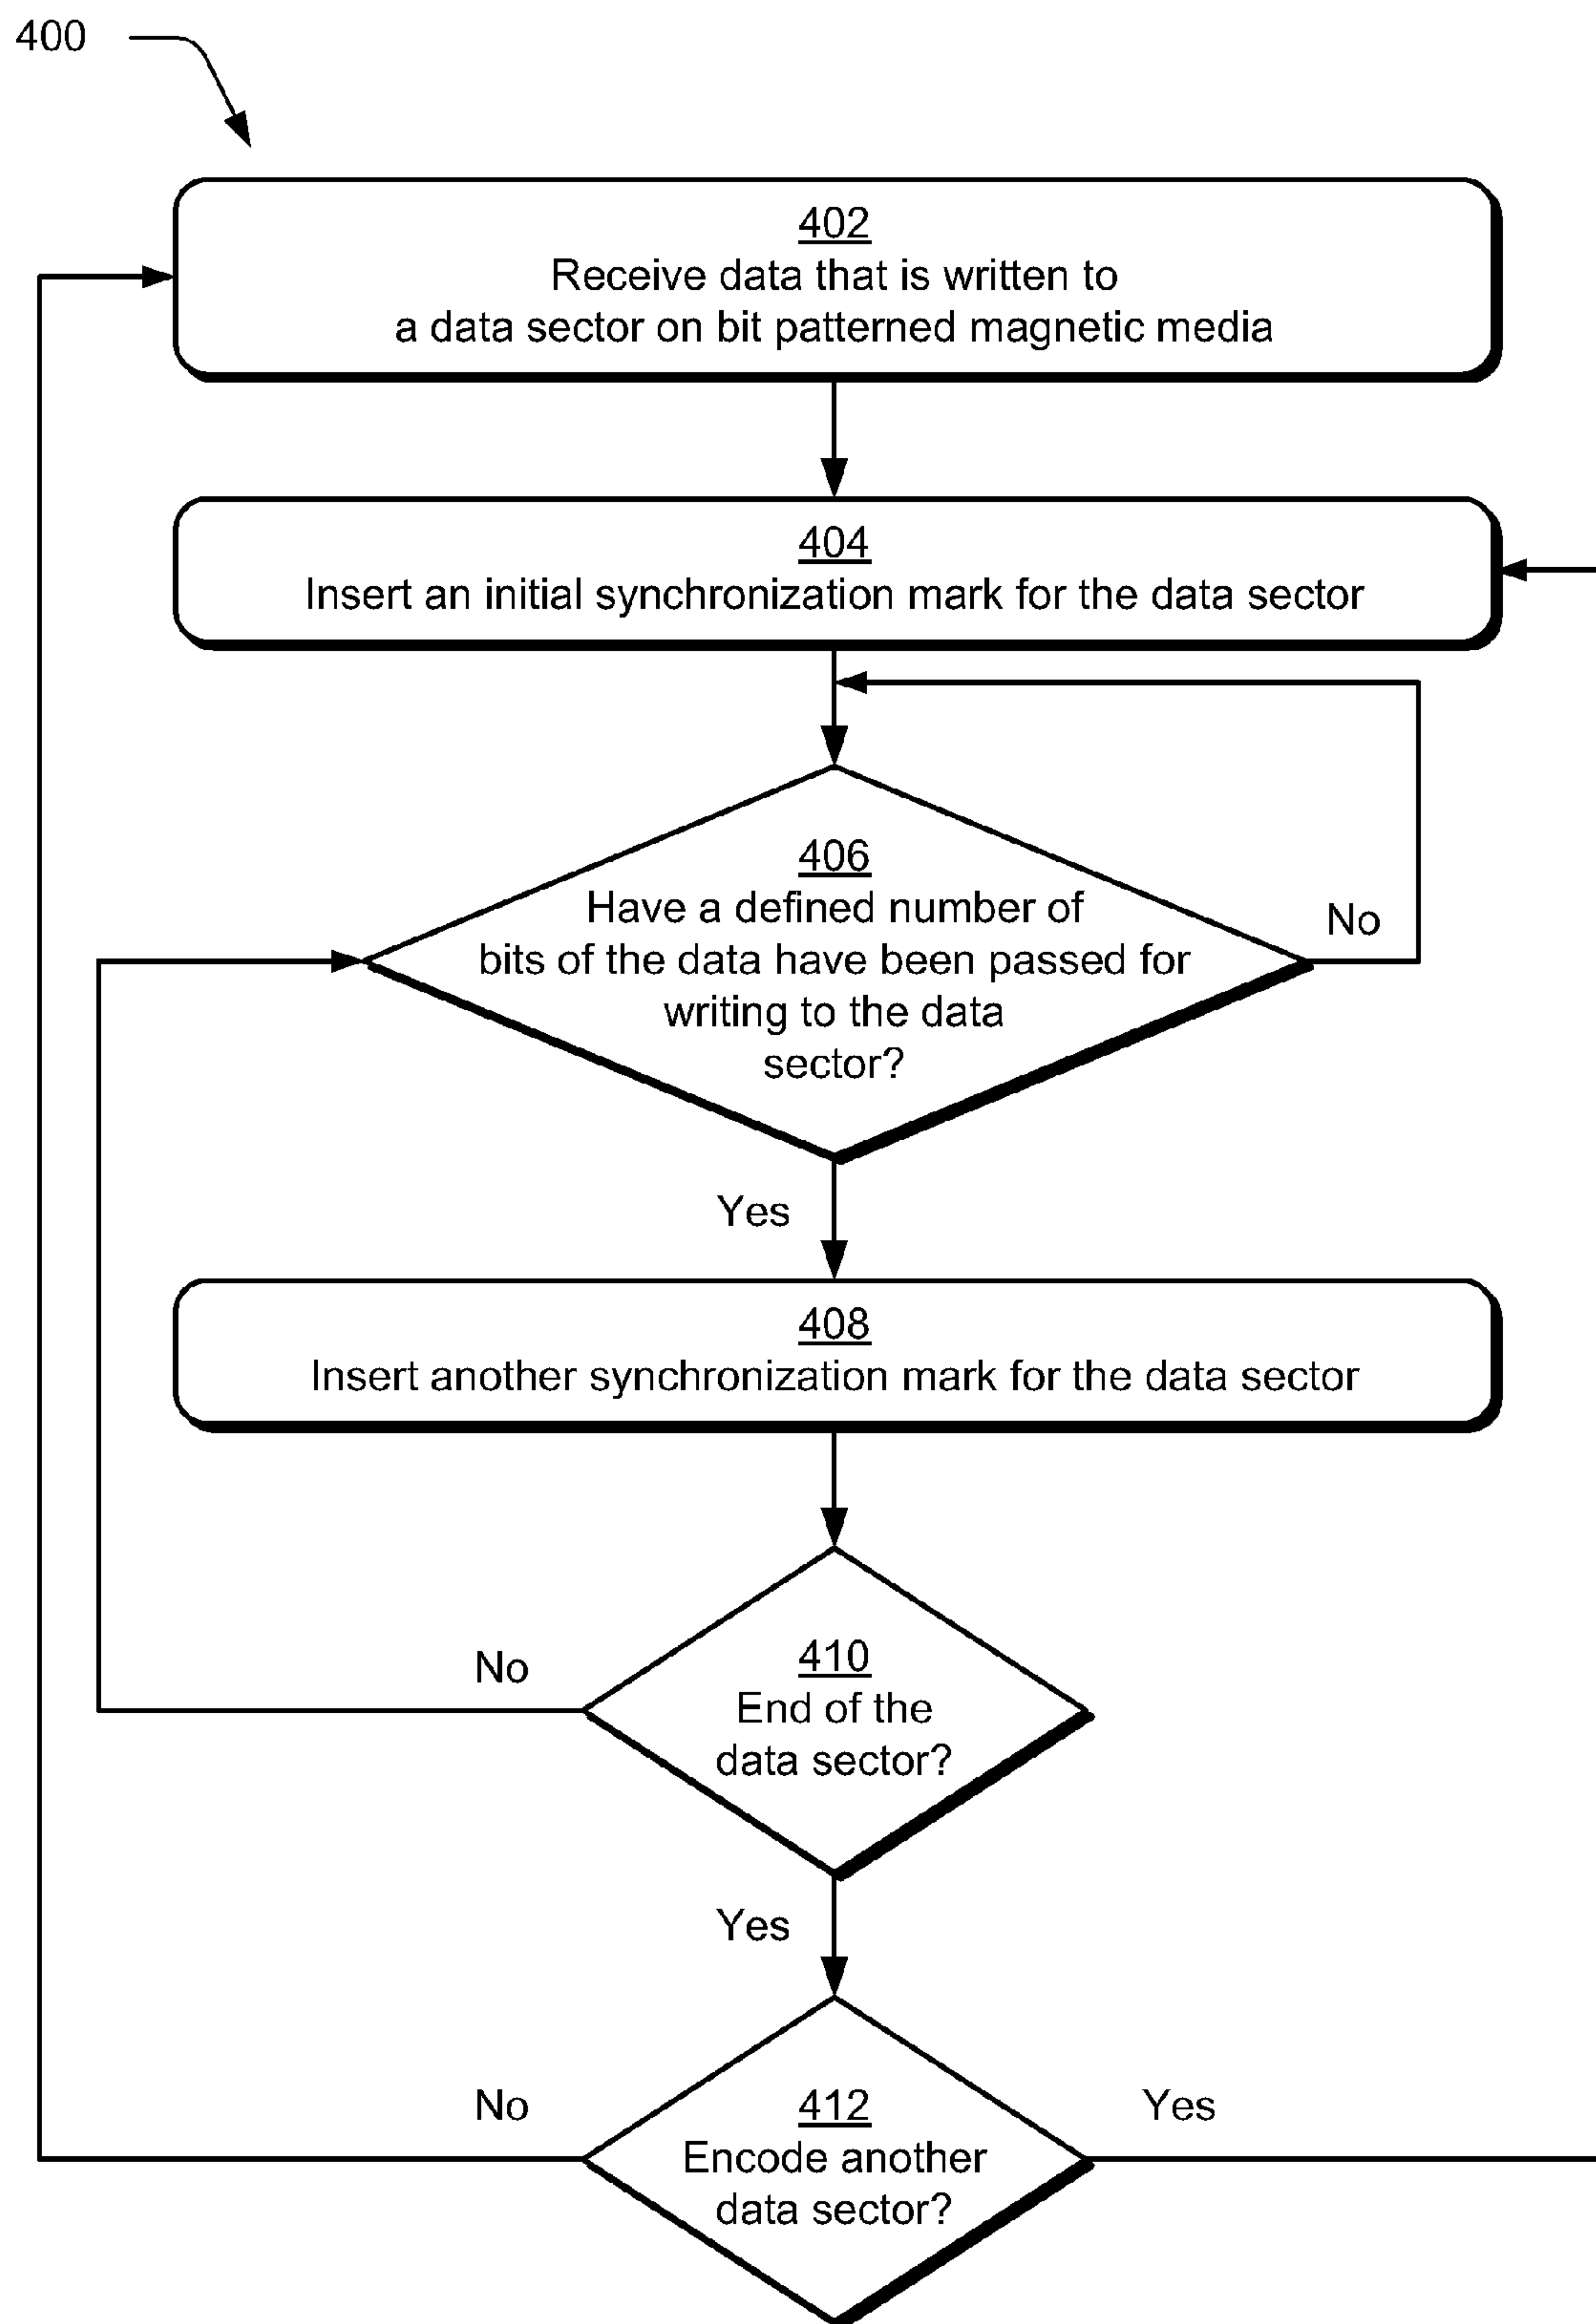 400
402
Receive data that is written to
a data sector on bit patterned magnetic media
404
Insert an initial synchronization mark for the data sector
406
Have a defined number of
bits of the data have been passed for
writing to the data
sector?
No
Yes
408
Insert another synchronization mark for the data sector
410
End of the
data sector?
No
Yes
412
Encode another
data sector?
No
Yes